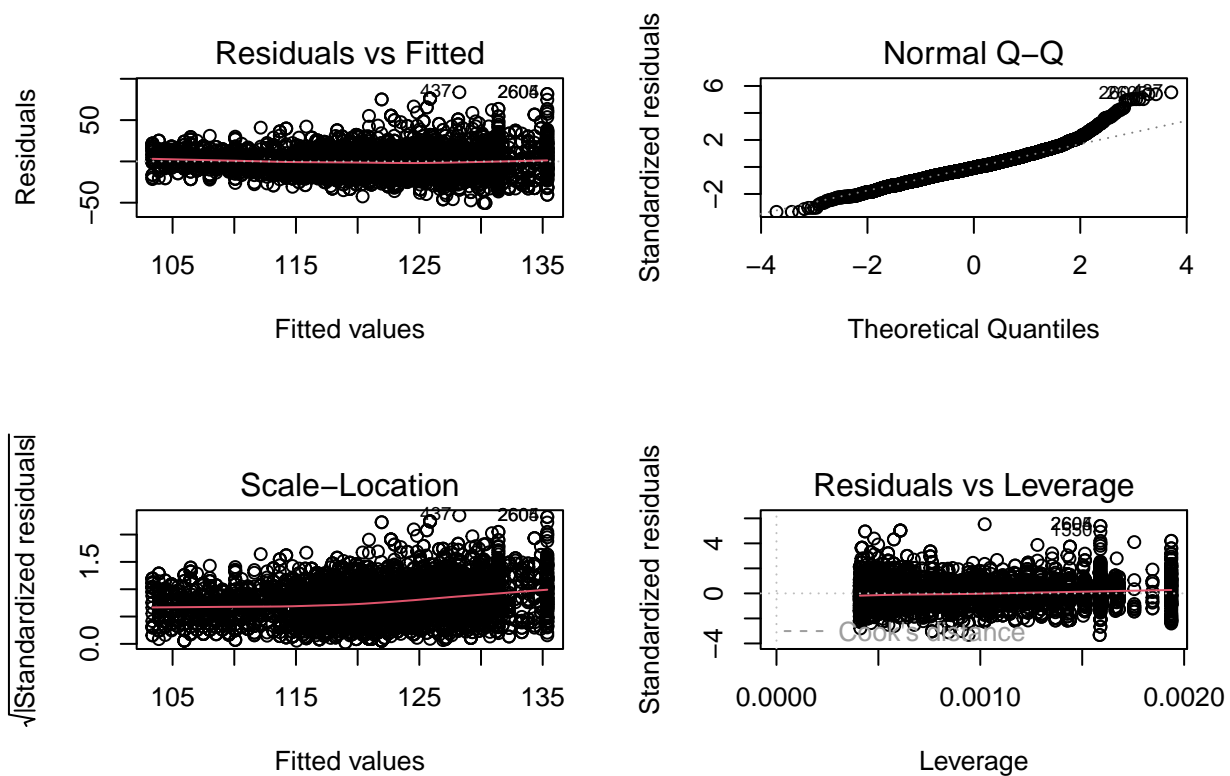 Residuals vs Fitted
Residuals
50
−50
437
105
115
125
135
Fitted values
Normal Q−Q
Standardized residuals
6
2
−2
−4
−2
0
2
4
Theoretical Quantiles
Scale−Location
√|Standardized residuals|
1.5
0.0
437
105
115
125
135
Fitted values
Residuals vs Leverage
Standardized residuals
4
0
−4
Cook's distance
0.0000
0.0010
0.0020
Leverage